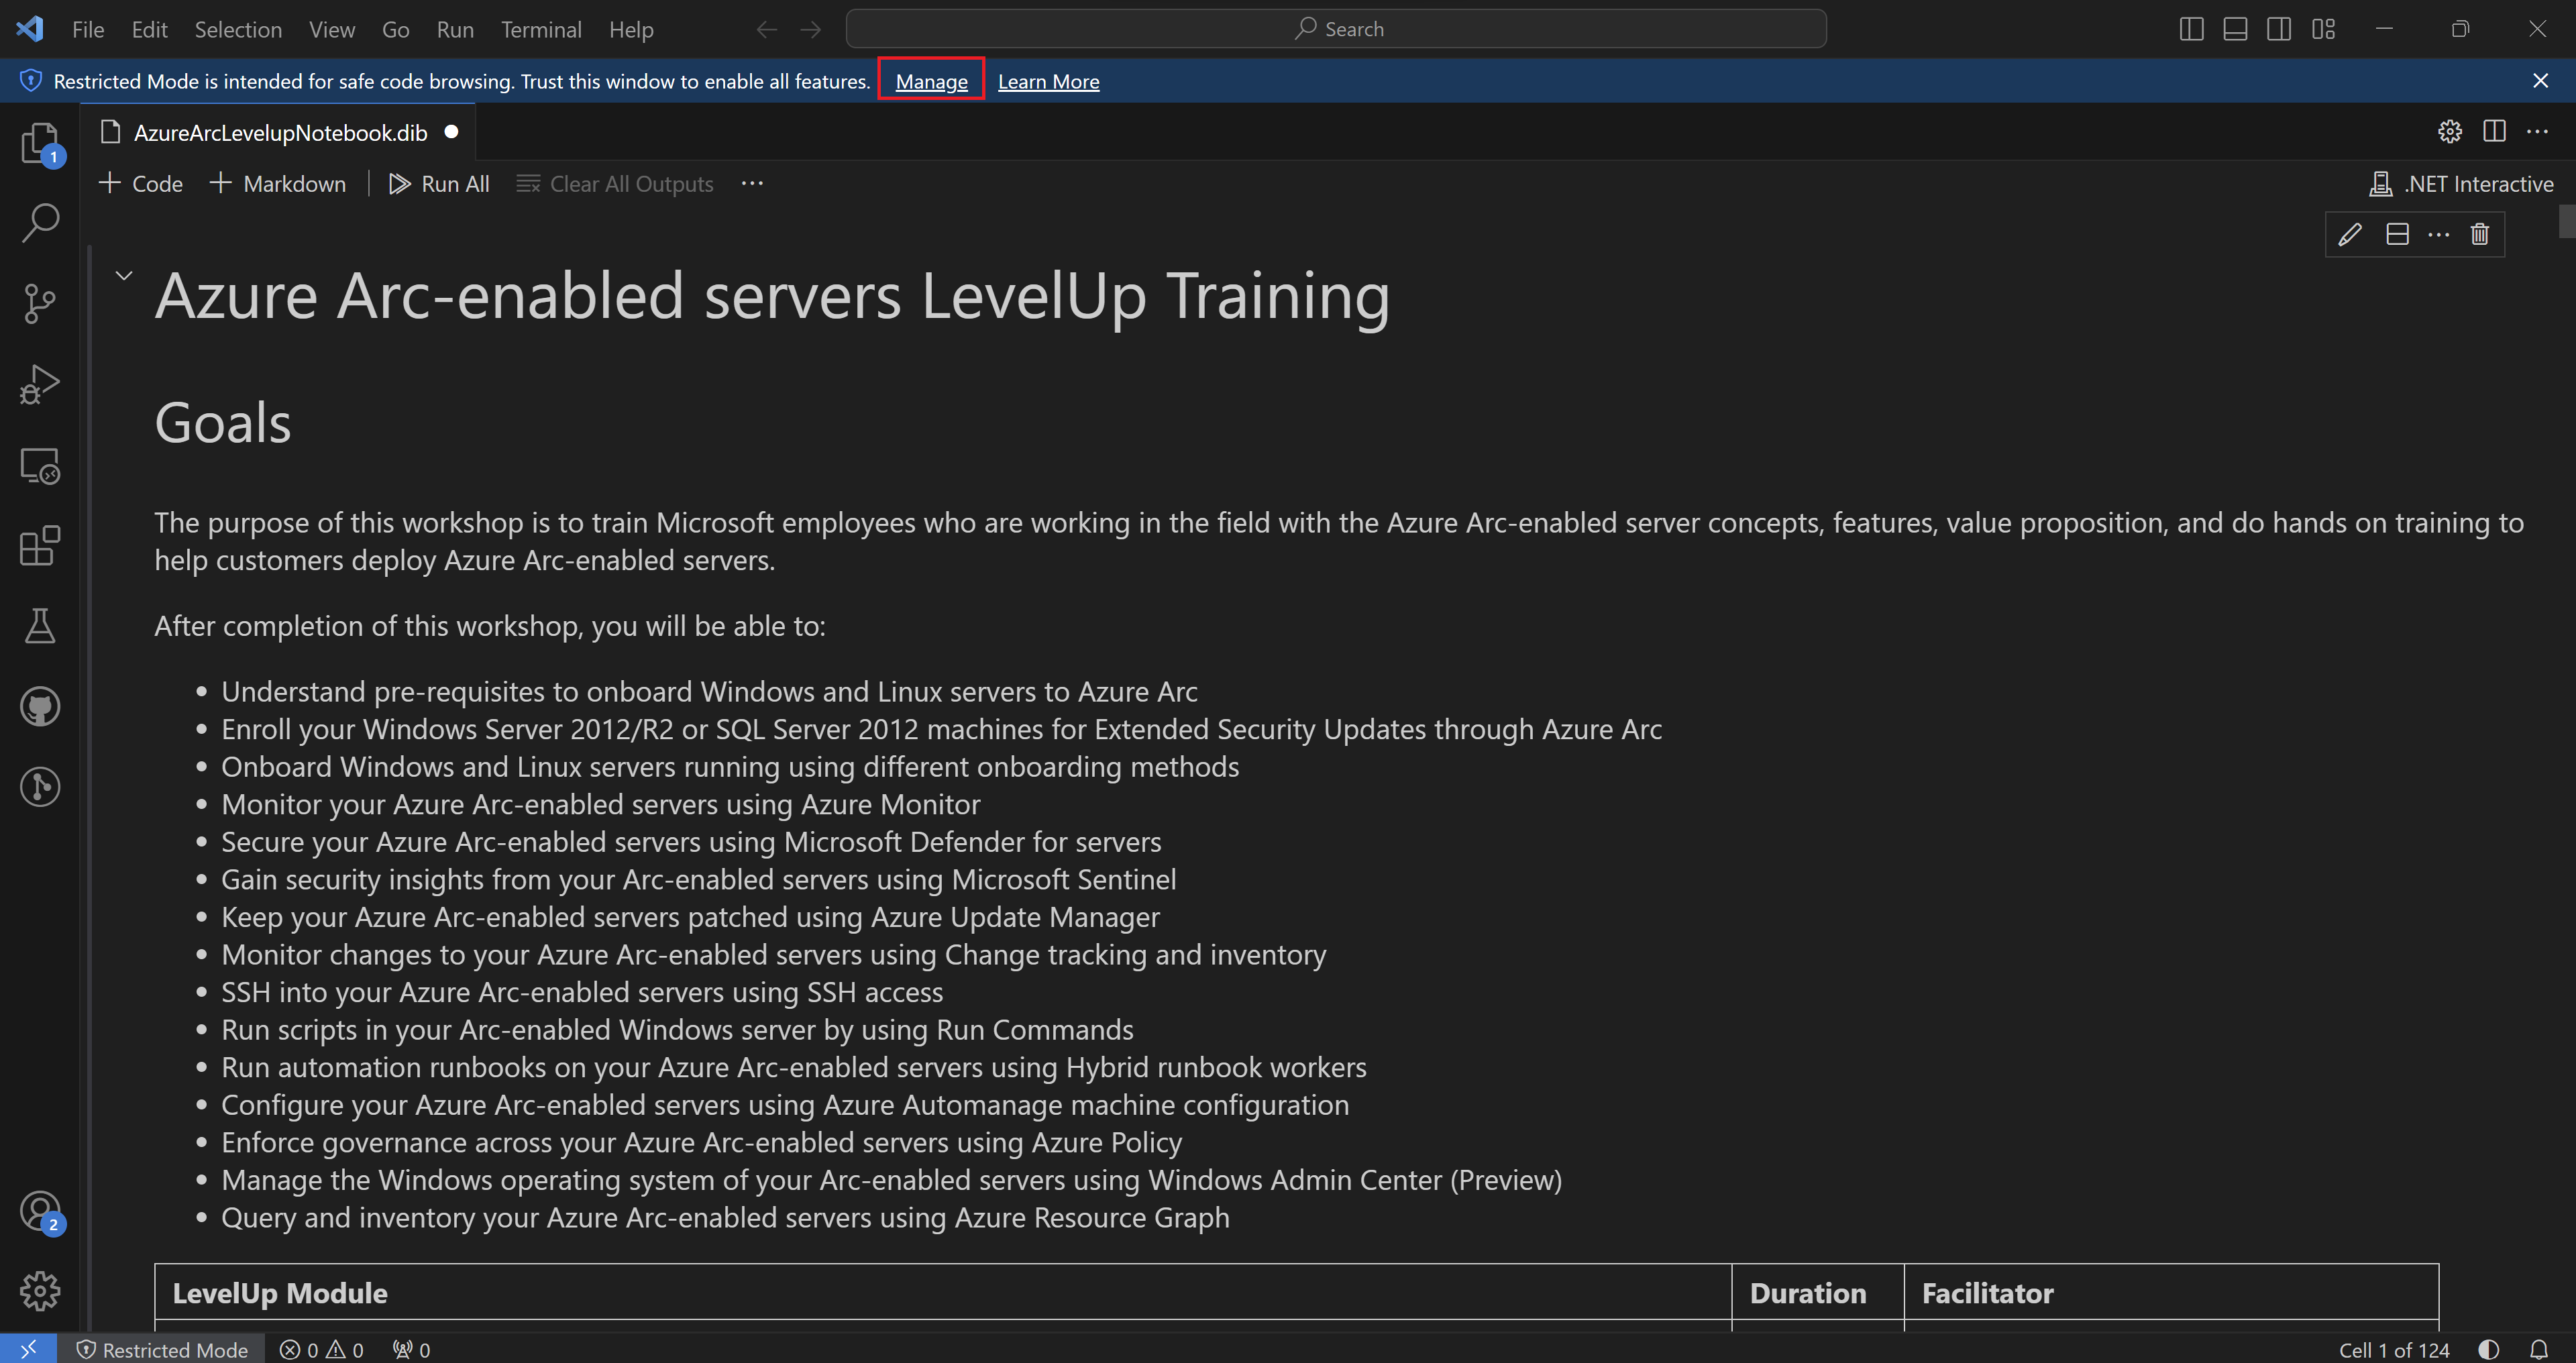 File Edit Selection View Go Run Terminal Help Search
Restricted Mode is intended for safe code browsing. Trust this window to enable all features. Manage Learn More
1
AzureArcLevelupNotebook.dib
Code Markdown Run All Clear All Outputs ... .NET Interactive
Azure Arc-enabled servers LevelUp Training
Goals
The purpose of this workshop is to train Microsoft employees who are working in the field with the Azure Arc-enabled server concepts, features, value proposition, and do hands on training to
help customers deploy Azure Arc-enabled servers.
After completion of this workshop, you will be able to:
• Understand pre-requisites to onboard Windows and Linux servers to Azure Arc
• Enroll your Windows Server 2012/R2 or SQL Server 2012 machines for Extended Security Updates through Azure Arc
• Onboard Windows and Linux servers running using different onboarding methods
• Monitor your Azure Arc-enabled servers using Azure Monitor
• Secure your Azure Arc-enabled servers using Microsoft Defender for servers
• Gain security insights from your Arc-enabled servers using Microsoft Sentinel
• Keep your Azure Arc-enabled servers patched using Azure Update Manager
• Monitor changes to your Azure Arc-enabled servers using Change tracking and inventory
• SSH into your Azure Arc-enabled servers using SSH access
• Run scripts in your Arc-enabled Windows server by using Run Commands
• Run automation runbooks on your Azure Arc-enabled servers using Hybrid runbook workers
• Configure your Azure Arc-enabled servers using Azure Automanage machine configuration
• Enforce governance across your Azure Arc-enabled servers using Azure Policy
• Manage the Windows operating system of your Arc-enabled servers using Windows Admin Center (Preview)
• Query and inventory your Azure Arc-enabled servers using Azure Resource Graph
2
LevelUp Module Duration Facilitator
Restricted Mode 0 0 0 Cell 1 of 124